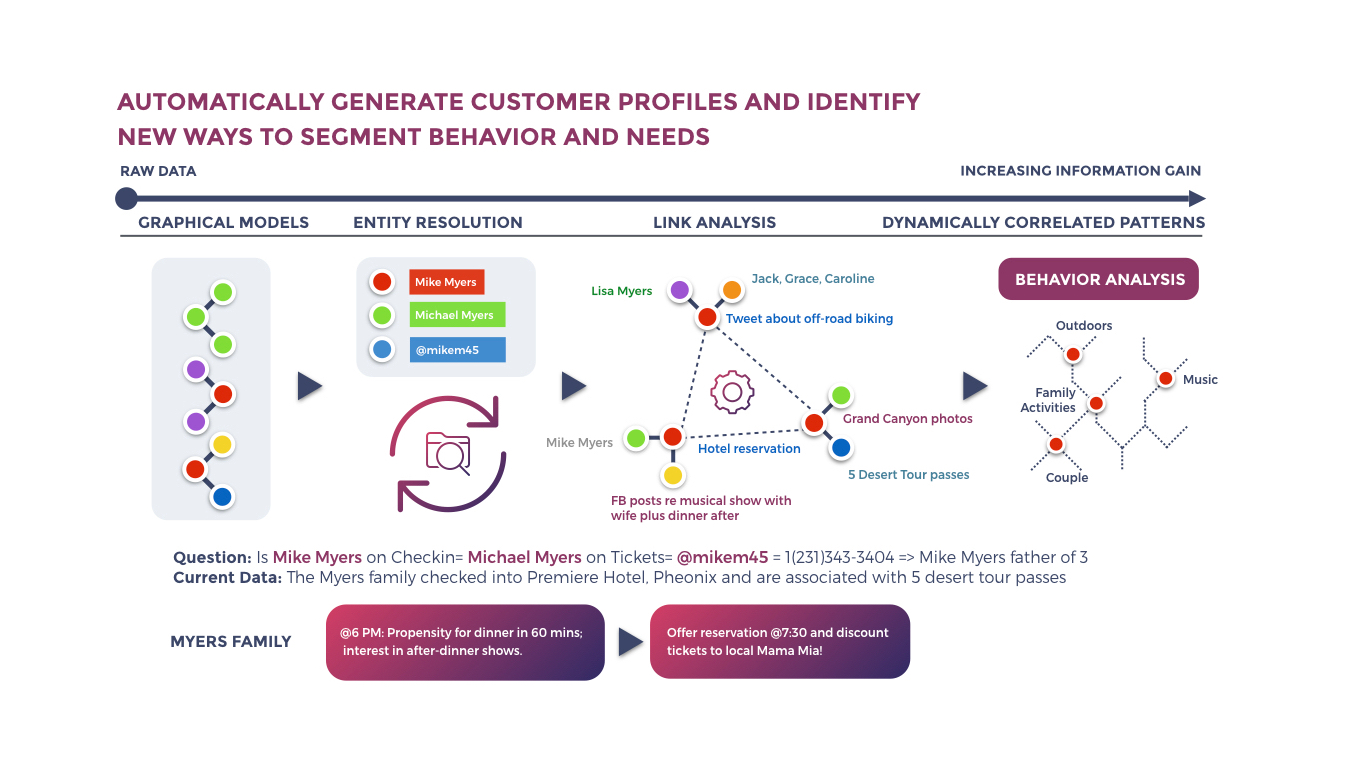 AUTOMATICALLY GENERATE CUSTOMER PROFILES AND IDENTIFY
NEW WAYS TO SEGMENT BEHAVIOR AND NEEDS
RAW DATA
INCREASING INFORMATION GAIN
GRAPHICAL MODELS
ENTITY RESOLUTION
LINK ANALYSIS
DYNAMICALLY CORRELATED PATTERNS
Mike Myers
Michael Myers
@mikem45
Lisa Myers
Jack, Grace, Caroline
Tweet about off-road biking
Grand Canyon photos
Mike Myers
Hotel reservation
5 Desert Tour passes
FB posts re musical show with
wife plus dinner after
BEHAVIOR ANALYSIS
Outdoors
Music
Family
Activities
Couple
Question: Is Mike Myers on Checkin= Michael Myers on Tickets= @mikem45 = 1(231)343-3404 => Mike Myers father of 3
Current Data: The Myers family checked into Premiere Hotel, Pheonix and are associated with 5 desert tour passes
MYERS FAMILY
@6 PM: Propensity for dinner in 60 mins;
interest in after-dinner shows.
Offer reservation @7:30 and discount
tickets to local Mama Mia!